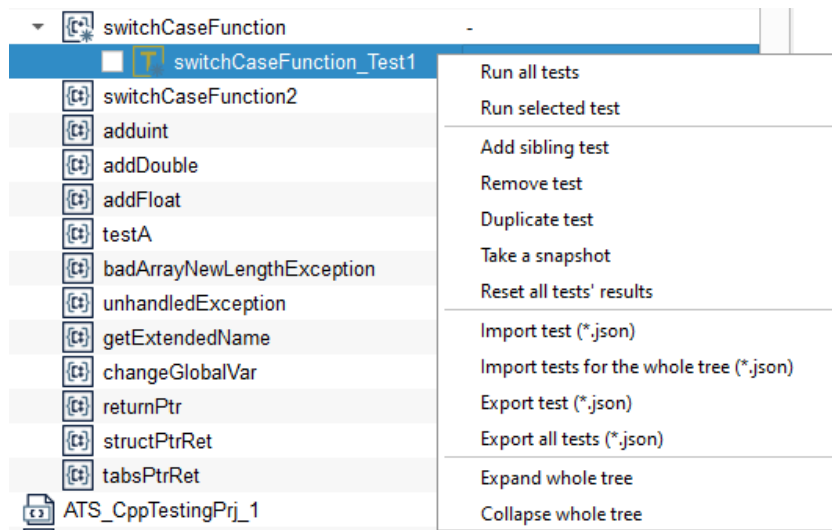 switchCaseFunction -
switchCaseFunction_Test1
switchCaseFunction2
adduint
addDouble
addFloat
testA
badArrayNewLengthException
unhandledException
getExtendedName
changeGlobalVar
returnPtr
structPtrRet
tabsPtrRet
ATS_CppTestingPrj_1
Run all tests
Run selected test
Add sibling test
Remove test
Duplicate test
Take a snapshot
Reset all tests' results
Import test (*.json)
Import tests for the whole tree (*.json)
Export test (*.json)
Export all tests (*.json)
Expand whole tree
Collapse whole tree